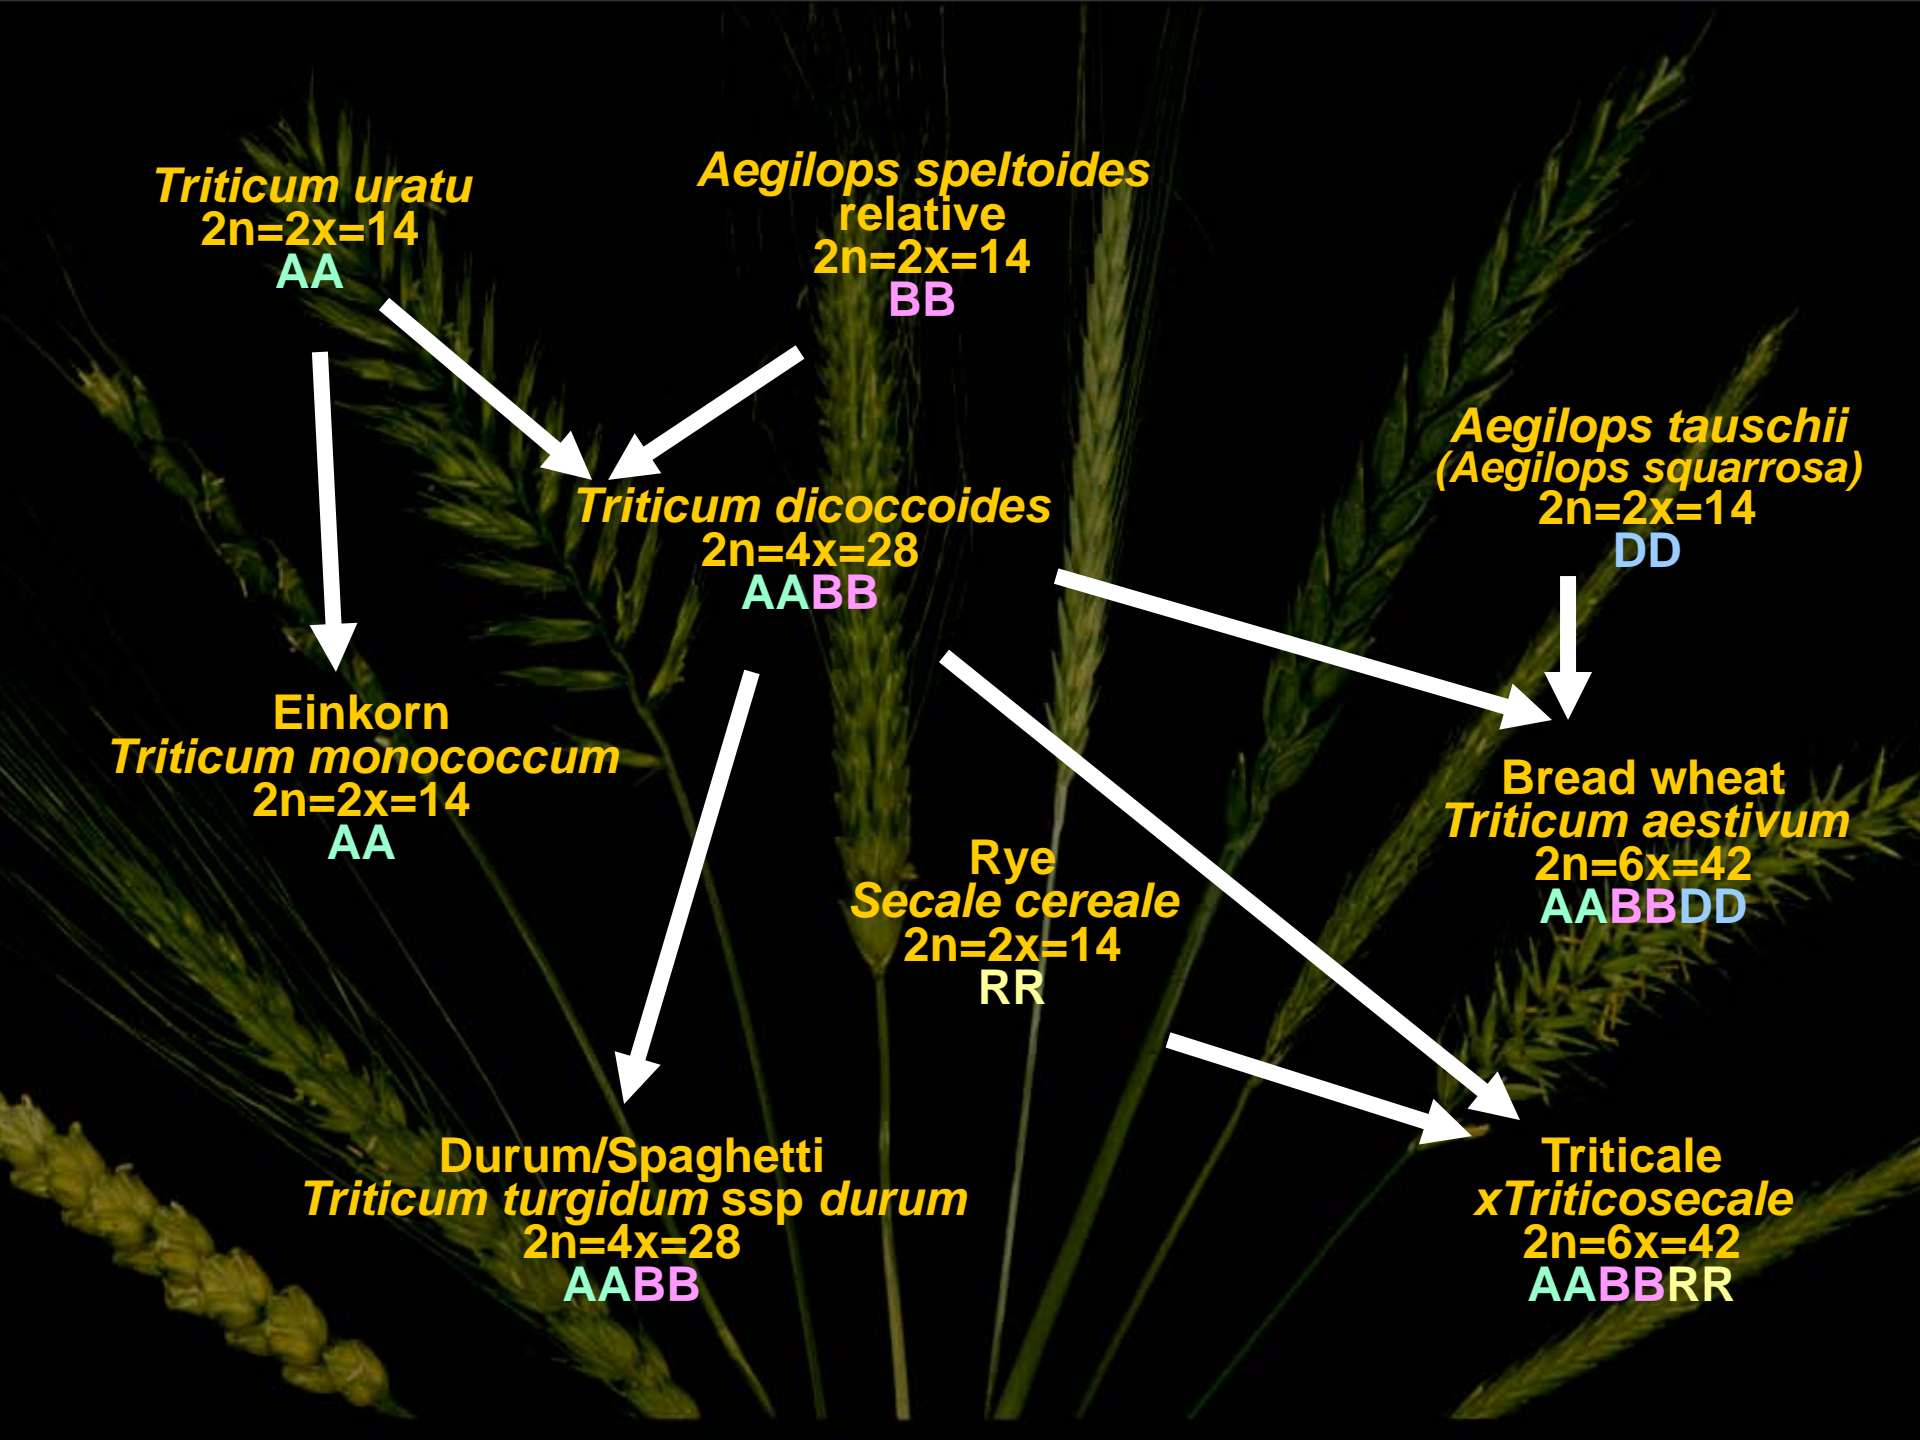 Triticum uratu
2n=2x=14
AA
Aegilops speltoides
relative
2n=2x=14
BB
Aegilops tauschii
(Aegilops squarrosa)
2n=2x=14
DD
Triticum dicoccoides
2n=4x=28
AABB
Einkorn
Triticum monococcum
2n=2x=14
AA
Bread wheat
Triticum aestivum
2n=6x=42
AABBDD
Rye
Secale cereale
2n=2x=14
RR
Durum/Spaghetti
Triticum turgidum ssp durum
2n=4x=28
AABB
Triticale
xTriticosecale
2n=6x=42
AABBRR